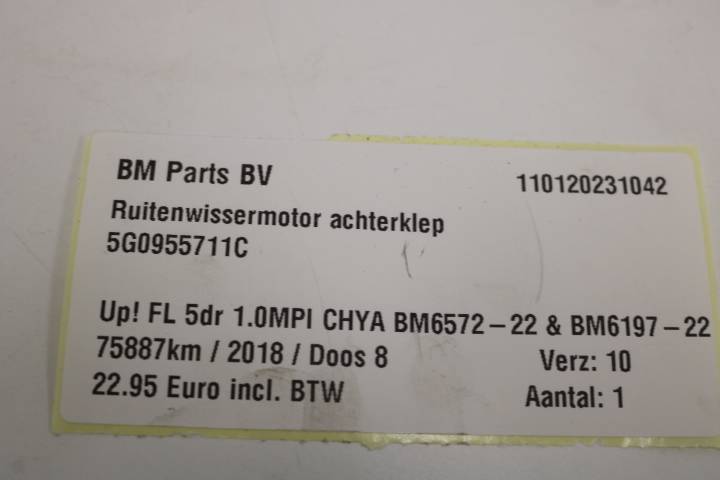 BM Parts BV 110120231042
Ruitenwissermotor achterklep
5G0955711C
Up! FL 5dr 1.0MPI CHYA BM6572-22 & BM6197-22
75887km / 2018 / Doos 8 Verz: 10
22.95 Euro incl. BTW Aantal: 1